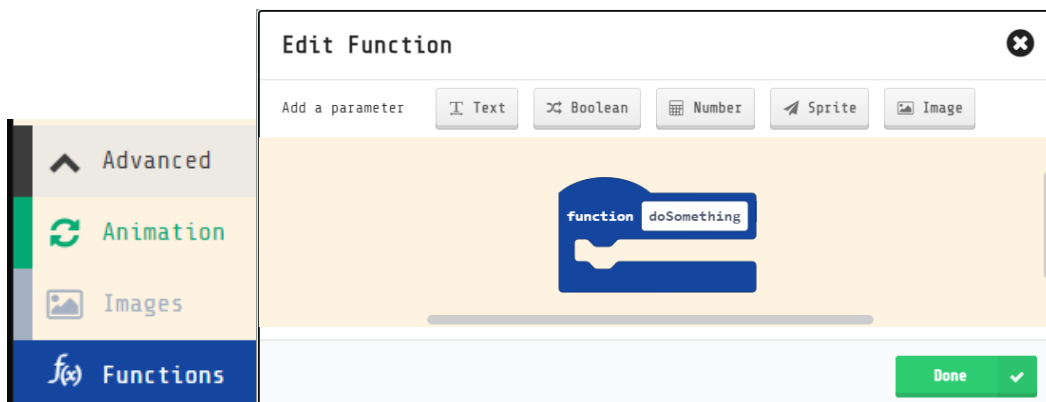 Edit Function
Add a parameter Text Boolean Number Sprite Image
function doSomething
Done
Advanced
Animation
Images
f(x) Functions